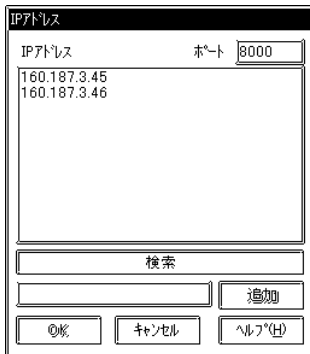 IPｱﾄﾞﾚｽ
IPｱﾄﾞﾚｽ ﾎﾟｰﾄ 8000
160.187.3.45
160.187.3.46
検索
追加
OK ｷｬﾝｾﾙ ﾍﾙﾌﾟ(H)